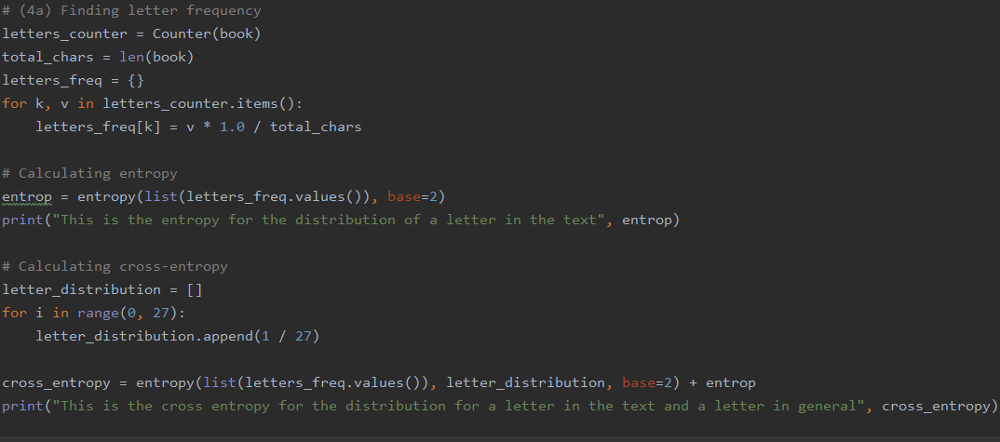 # (4a) Finding letter frequency
letters_counter = Counter(book)
total_chars = len(book)
letters_freq = {}
for k, v in letters_counter.items():
    letters_freq[k] = v * 1.0 / total_chars

# Calculating entropy
entrop = entropy(list(letters_freq.values()), base=2)
print("This is the entropy for the distribution of a letter in the text", entrop)

# Calculating cross-entropy
letter_distribution = []
for i in range(0, 27):
    letter_distribution.append(1 / 27)

cross_entropy = entropy(list(letters_freq.values()), letter_distribution, base=2) + entrop
print("This is the cross entropy for the distribution for a letter in the text and a letter in general", cross_entropy)